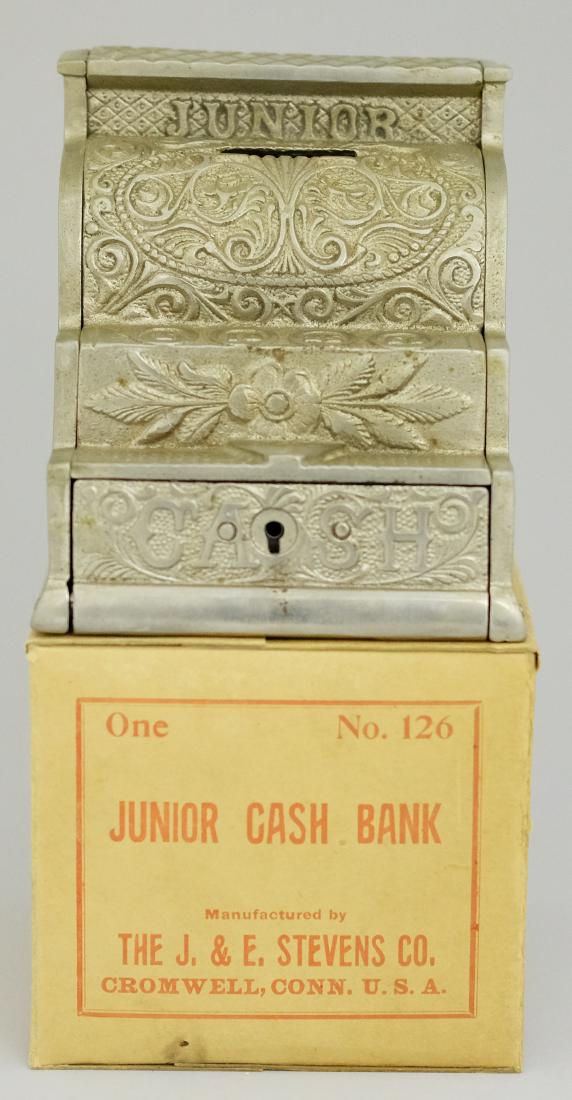 JUNIOR
CASH
One No. 126
JUNIOR CASH BANK
Manufactured by
THE J. & E. STEVENS CO.
CROMWELL, CONN. U. S. A.